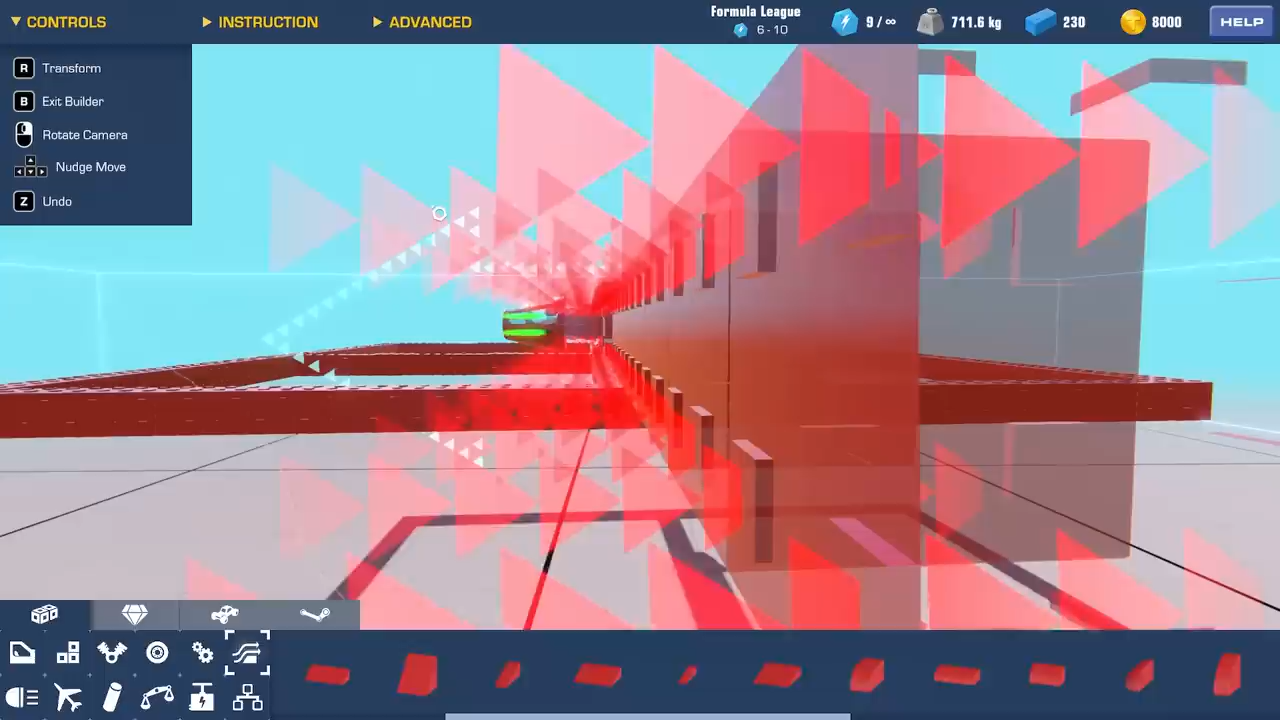 CONTROLS
INSTRUCTION
ADVANCED
Formula League
6 - 10
9 / ∞
711.6 kg
230
8000
HELP
R Transform
B Exit Builder
Rotate Camera
Nudge Move
Z Undo